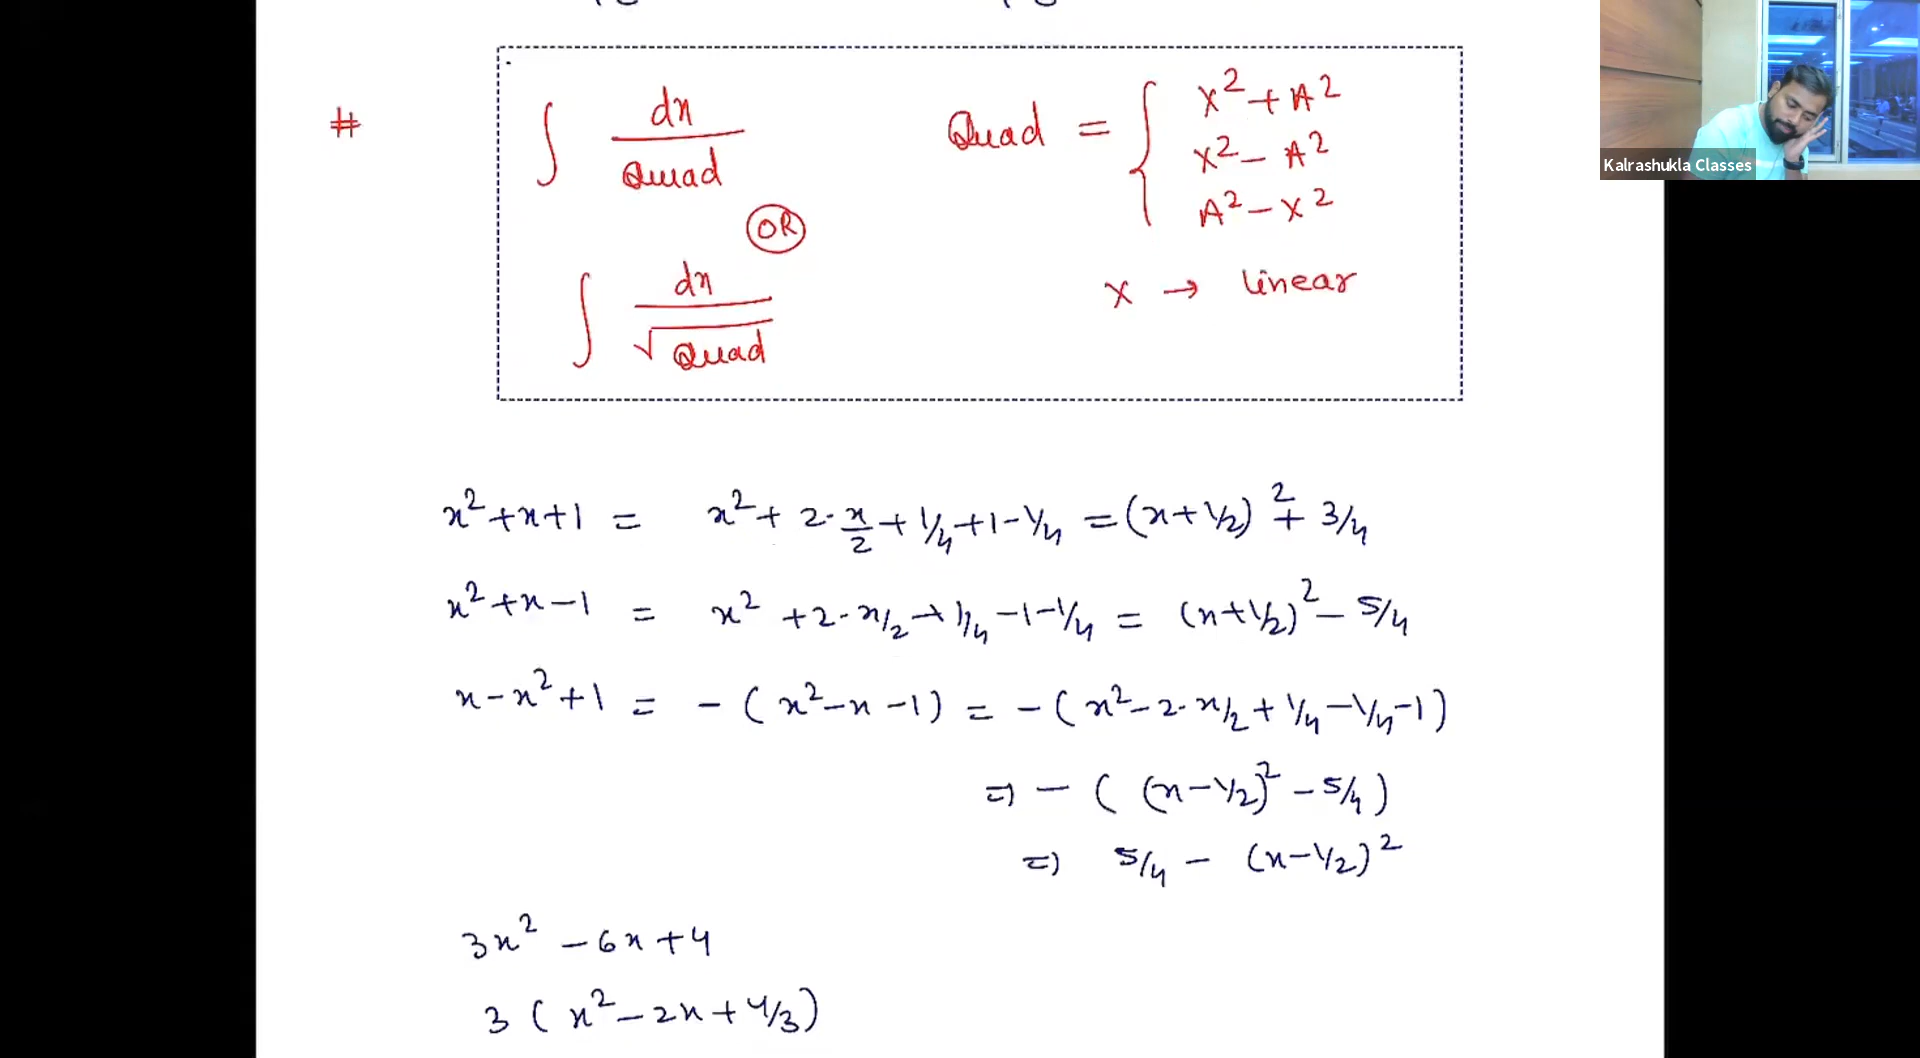 #
∫ dx / Quad
OR
∫ dx / √Quad
Quad = { X² + A²
X² - A²
A² - X²
X → linear
x² + x + 1 = x² + 2·x/2 + 1/4 + 1 - 1/4 = (x + 1/2)² + 3/4
x² + x - 1 = x² + 2·x/2 + 1/4 - 1 - 1/4 = (x + 1/2)² - 5/4
x - x² + 1 = - ( x² - x - 1 ) = - ( x² - 2·x/2 + 1/4 - 1/4 - 1 )
⇒ - ( (x - 1/2)² - 5/4 )
⇒ 5/4 - (x - 1/2)²
3x² - 6x + 4
3 ( x² - 2x + 4/3 )
Kalrashukla Classes